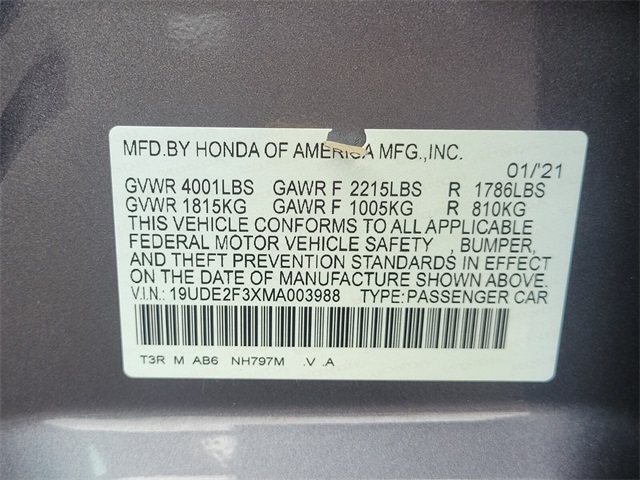 MFD.BY HONDA OF AMERICA MFG.,INC.
01/'21
GVWR 4001LBS GAWR F 2215LBS R 1786LBS
GVWR 1815KG GAWR F 1005KG R 810KG
THIS VEHICLE CONFORMS TO ALL APPLICABLE
FEDERAL MOTOR VEHICLE SAFETY , BUMPER,
AND THEFT PREVENTION STANDARDS IN EFFECT
ON THE DATE OF MANUFACTURE SHOWN ABOVE.
V.I.N.: 19UDE2F3XMA003988 TYPE:PASSENGER CAR
T3R M AB6 NH797M .V .A